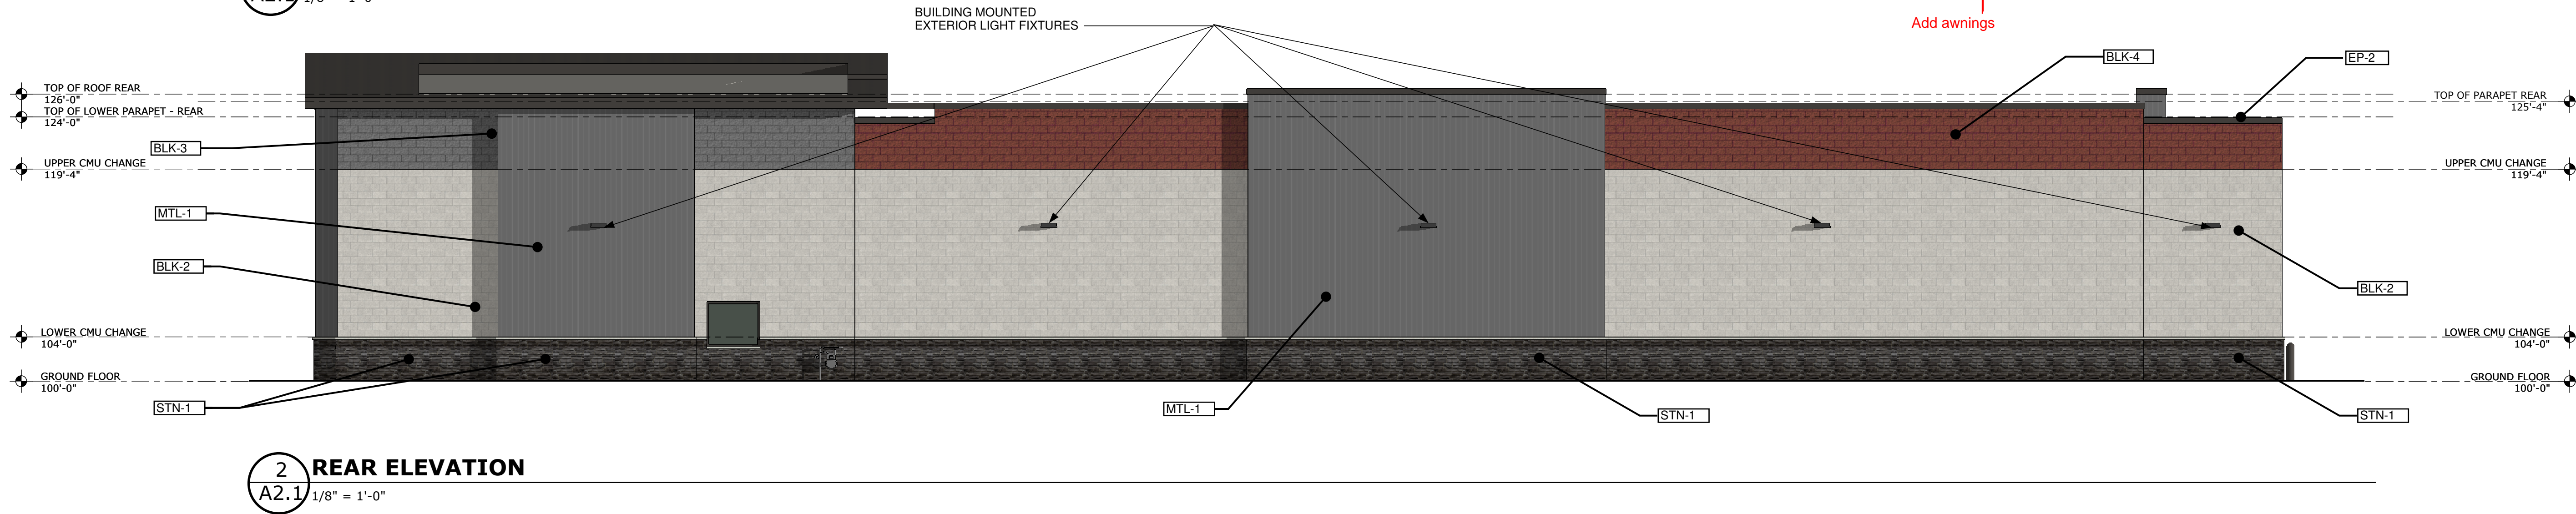 1/8" = 1'-0"
BUILDING MOUNTED
EXTERIOR LIGHT FIXTURES
Add awnings
BLK-4
EP-2
TOP OF ROOF REAR
126'-0"
TOP OF LOWER PARAPET - REAR
124'-0"
TOP OF PARAPET REAR
125'-4"
BLK-3
UPPER CMU CHANGE
119'-4"
UPPER CMU CHANGE
119'-4"
MTL-1
BLK-2
BLK-2
LOWER CMU CHANGE
104'-0"
LOWER CMU CHANGE
104'-0"
GROUND FLOOR
100'-0"
GROUND FLOOR
100'-0"
STN-1
MTL-1
STN-1
STN-1
2
A2.1
REAR ELEVATION
1/8" = 1'-0"